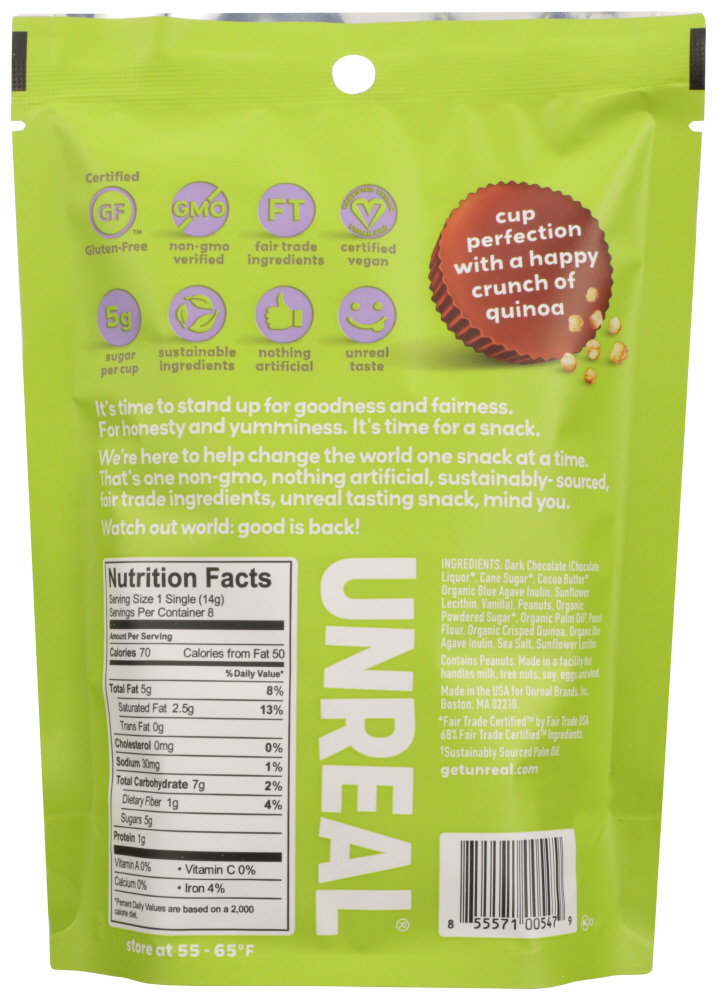 Certified
GF
TM
Gluten-Free
GMO
non-gmo
verified
FT
fair trade
ingredients
certified
vegan
5g
sugar
per cup
sustainable
ingredients
nothing
artificial
unreal
taste
cup
perfection
with a happy
crunch of
quinoa
It's time to stand up for goodness and fairness.
For honesty and yumminess. It's time for a snack.
We're here to help change the world one snack at a time.
That's one non-gmo, nothing artificial, sustainably- sourced,
fair trade ingredients, unreal tasting snack, mind you.
Watch out world: good is back!
Nutrition Facts
Serving Size 1 Single (14g)
Servings Per Container 8
Amount Per Serving
Calories 70 Calories from Fat 50
% Daily Value*
Total Fat 5g 8%
Saturated Fat 2.5g 13%
Trans Fat 0g
Cholesterol 0mg 0%
Sodium 30mg 1%
Total Carbohydrate 7g 2%
Dietary Fiber 1g 4%
Sugars 5g
Protein 1g
Vitamin A 0% • Vitamin C 0%
Calcium 0% • Iron 4%
*Percent Daily Values are based on a 2,000
calorie diet.
store at 55 - 65°F
UNREAL®
INGREDIENTS: Dark Chocolate (Chocolate
Liquor*, Cane Sugar*, Cocoa Butter*,
Organic Blue Agave Inulin, Sunflower
Lecithin, Vanilla), Peanuts, Organic
Powdered Sugar*, Organic Palm Oil†, Peanut
Flour, Organic Crisped Quinoa, Organic Blue
Agave Inulin, Sea Salt, Sunflower Lecithin
Contains Peanuts. Made in a facility that
handles milk, tree nuts, soy, eggs and wheat.
Made in the USA for Unreal Brands, Inc.
Boston, MA 02210.
*Fair Trade Certified™ by Fair Trade USA.
68% Fair Trade Certified™ Ingredients.
†Sustainably Sourced Palm Oil.
getunreal.com
8 55571 00547 9